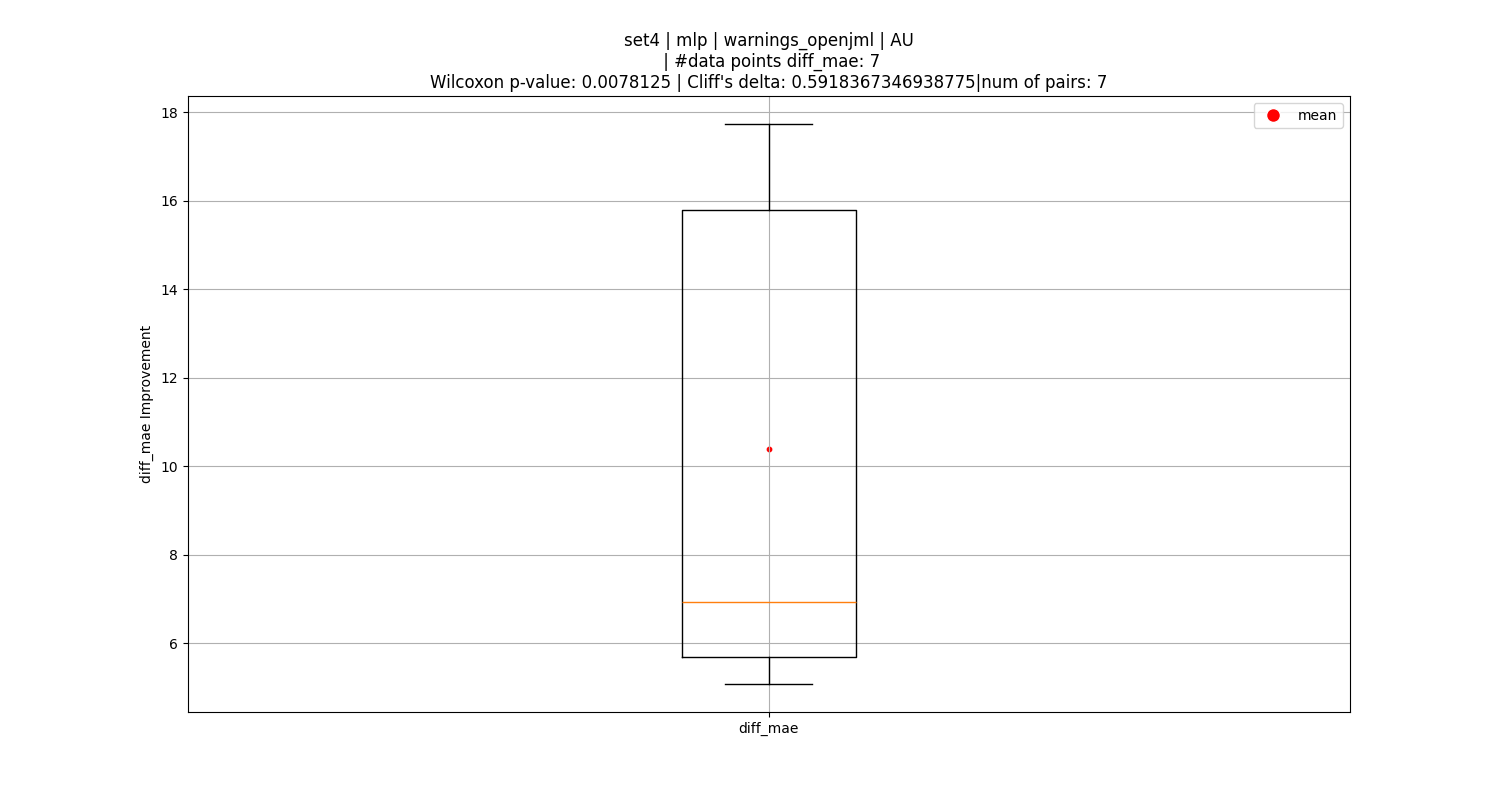 set4 | mlp | warnings_openjml | AU
| #data points diff_mae: 7
Wilcoxon p-value: 0.0078125 | Cliff's delta: 0.5918367346938775|num of pairs: 7
mean
18
16
14
12
10
8
6
diff_mae Improvement
diff_mae